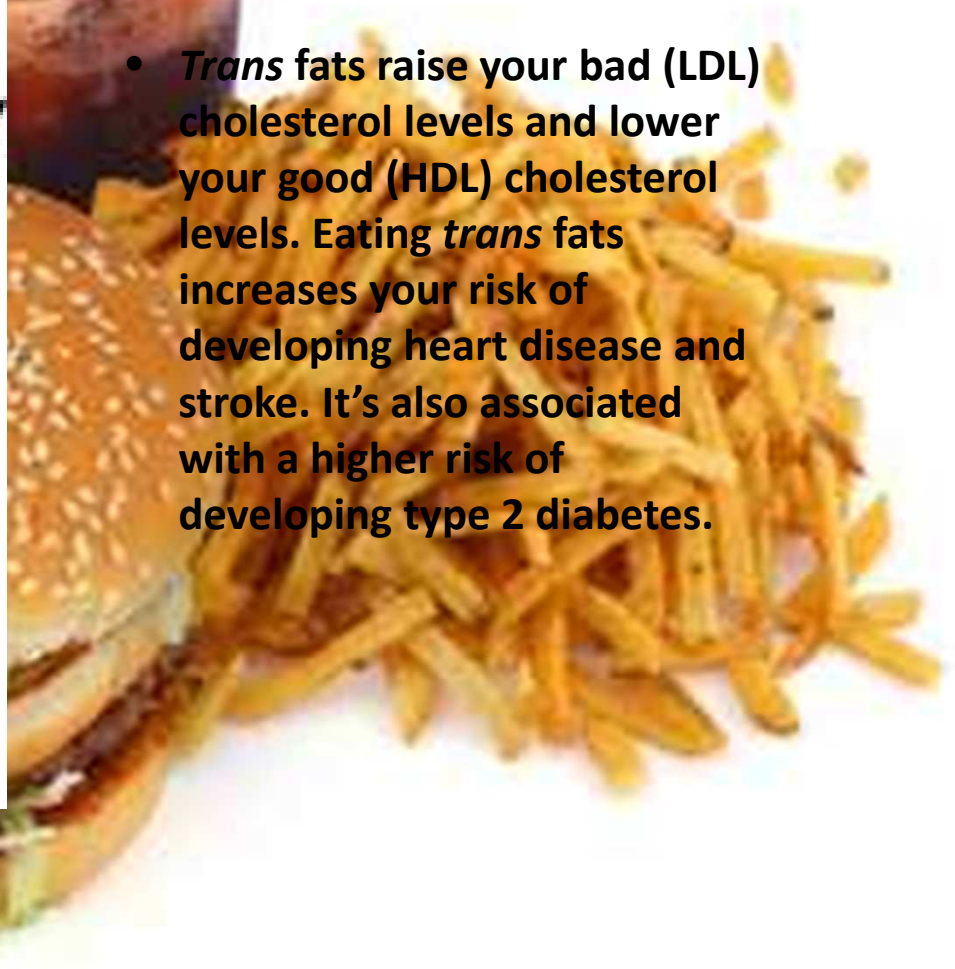 • Trans fats raise your bad (LDL)
cholesterol levels and lower
your good (HDL) cholesterol
levels. Eating trans fats
increases your risk of
developing heart disease and
stroke. It’s also associated
with a higher risk of
developing type 2 diabetes.